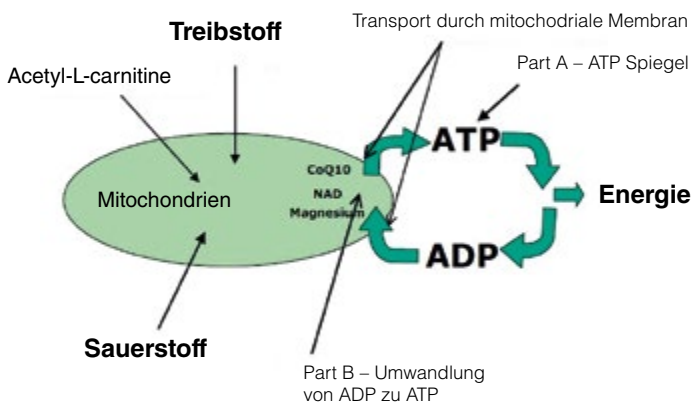 Transport durch mitochodriale Membran
Treibstoff
Part A – ATP Spiegel
Acetyl-L-carnitine
ATP
CoQ10
Mitochondrien
NAD
Energie
Magnesium
ADP
Sauerstoff
Part B – Umwandlung
von ADP zu ATP